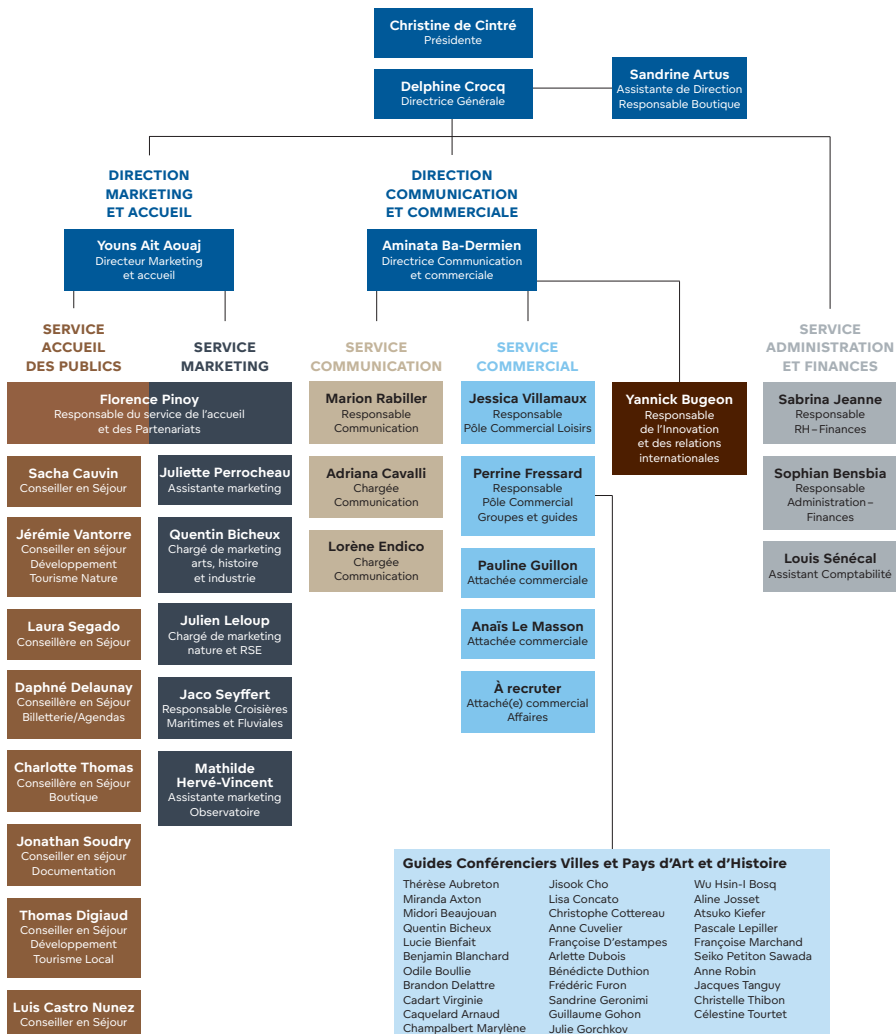 Christine de Cintré
Présidente
Delphine Crocq
Directrice Générale
Sandrine Artus
Assistante de Direction
Responsable Boutique
DIRECTION
MARKETING
ET ACCUEIL
Youns Ait Aouaj
Directeur Marketing
et accueil
DIRECTION
COMMUNICATION
ET COMMERCIALE
Aminata Ba-Dermien
Directrice Communication
et commerciale
SERVICE
ACCUEIL
DES PUBLICS
SERVICE
MARKETING
Florence Pinoy
Responsable du service de l'accueil
et des Partenariats
Sacha Cauvin
Conseiller en Séjour
Jérémie Vantorre
Conseiller en séjour
Développement
Tourisme Nature
Laura Segado
Conseillère en Séjour
Daphné Delaunay
Conseillère en Séjour
Billetterie/Agendas
Charlotte Thomas
Conseillère en Séjour
Boutique
Jonathan Soudry
Conseiller en séjour
Documentation
Thomas Digiaud
Conseiller en Séjour
Développement
Tourisme Local
Luis Castro Nunez
Conseiller en Séjour
Juliette Perrocheau
Assistante marketing
Quentin Bicheux
Chargé de marketing
arts, histoire
et industrie
Julien Leloup
Chargé de marketing
nature et RSE
Jaco Seyffert
Responsable Croisières
Maritimes et Fluviales
Mathilde
Hervé-Vincent
Assistante marketing
Observatoire
SERVICE
COMMUNICATION
Marion Rabiller
Responsable
Communication
Adriana Cavalli
Chargée
Communication
Lorène Endico
Chargée
Communication
SERVICE
COMMERCIAL
Jessica Villamaux
Responsable
Pôle Commercial Loisirs
Perrine Fressard
Responsable
Pôle Commercial
Groupes et guides
Pauline Guillon
Attachée commerciale
Anaïs Le Masson
Attachée commerciale
À recruter
Attaché(e) commercial
Affaires
Yannick Bugeon
Responsable
de l'Innovation
et des relations
internationales
SERVICE
ADMINISTRATION
ET FINANCES
Sabrina Jeanne
Responsable
RH – Finances
Sophian Bensbia
Responsable
Administration –
Finances
Louis Sénécal
Assistant Comptabilité
Guides Conférenciers Villes et Pays d'Art et d'Histoire
Thérèse Aubreton
Miranda Axton
Midori Beaujouan
Quentin Bicheux
Lucie Bienfait
Benjamin Blanchard
Odile Boullie
Brandon Delattre
Cadart Virginie
Caquelard Arnaud
Champalbert Marylène
Jisook Cho
Lisa Concato
Christophe Cottereau
Anne Cuvelier
Françoise D'estampes
Arlette Dubois
Bénédicte Duthion
Frédéric Furon
Sandrine Geronimi
Guillaume Gohon
Julie Gorchkov
Wu Hsin-I Bosq
Aline Josset
Atsuko Kiefer
Pascale Lepiller
Françoise Marchand
Seiko Petiton Sawada
Anne Robin
Jacques Tanguy
Christelle Thibon
Célestine Tourtet